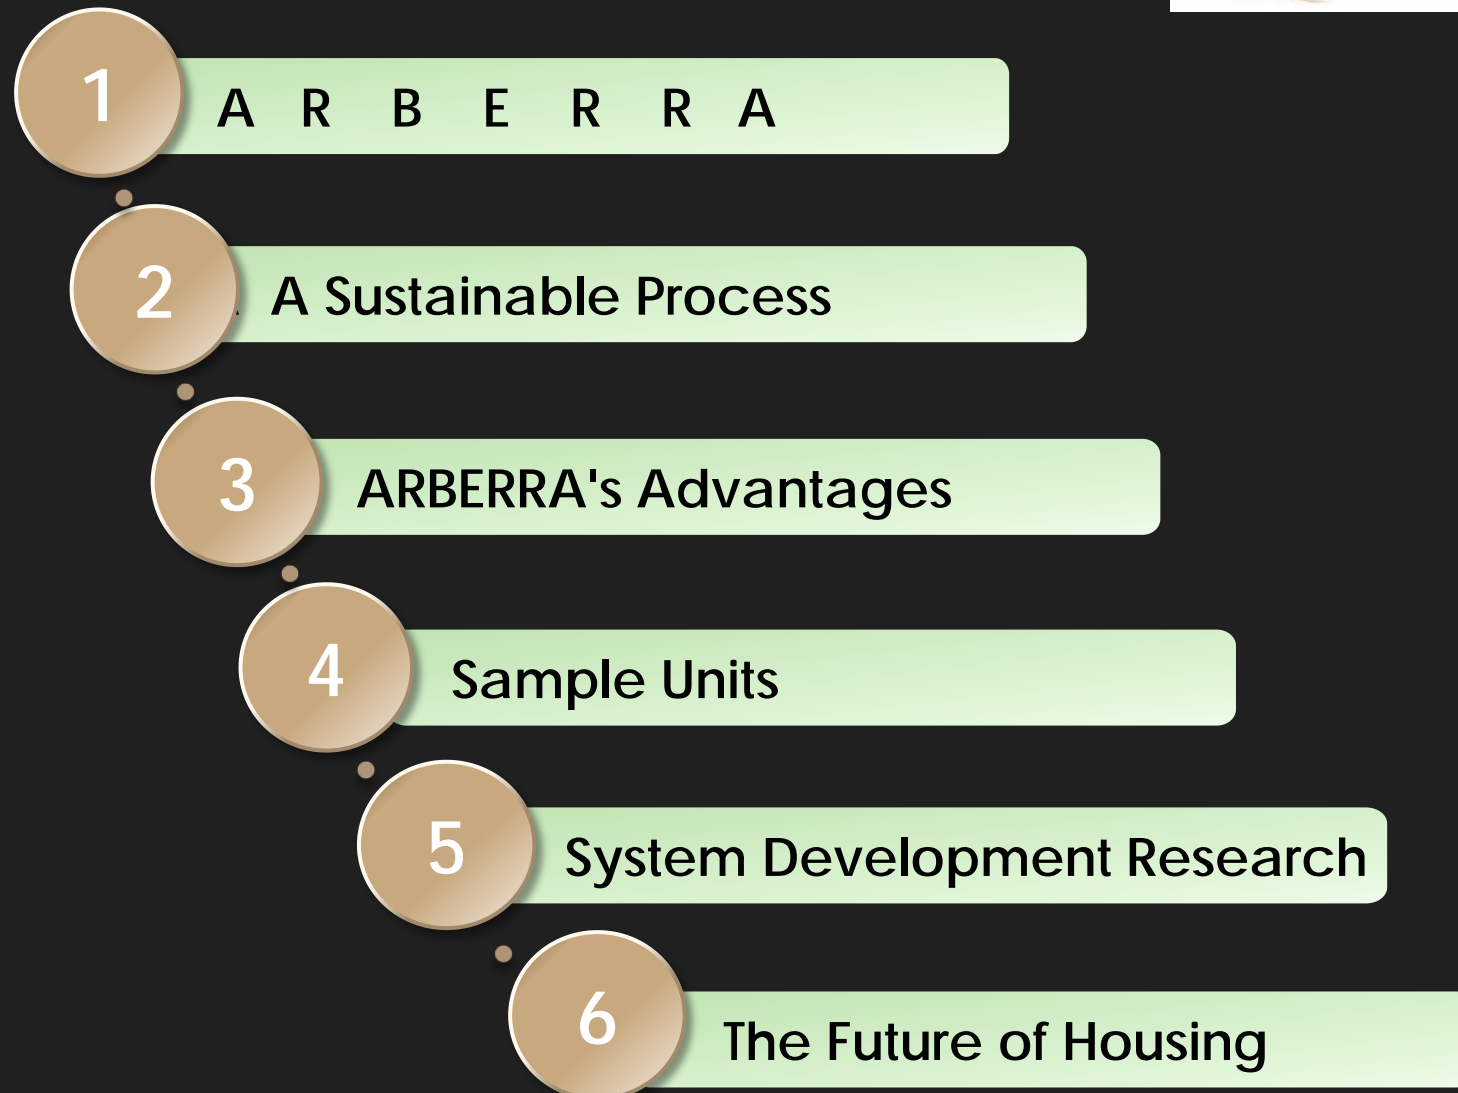 1 A R B E R R A
2 A Sustainable Process
3 ARBERRA's Advantages
4 Sample Units
5 System Development Research
6 The Future of Housing